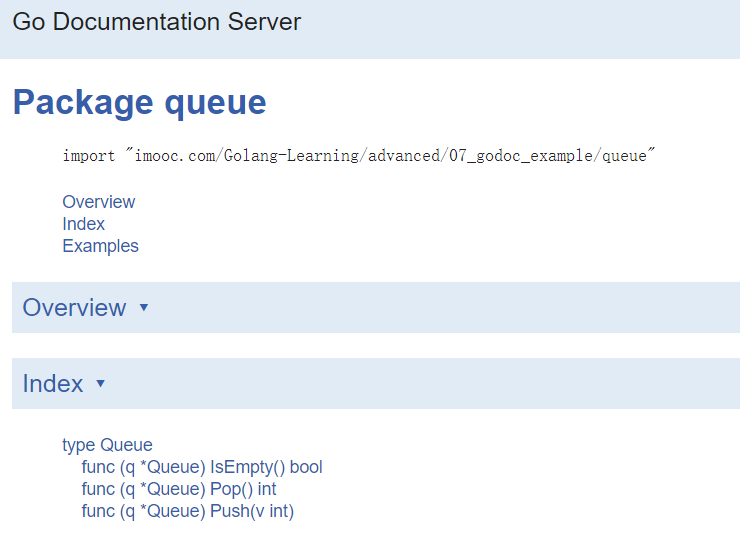 Go Documentation Server
Package queue
import "imooc.com/Golang-Learning/advanced/07_godoc_example/queue"
Overview
Index
Examples
Overview ▾
Index ▾
type Queue
func (q *Queue) IsEmpty() bool
func (q *Queue) Pop() int
func (q *Queue) Push(v int)